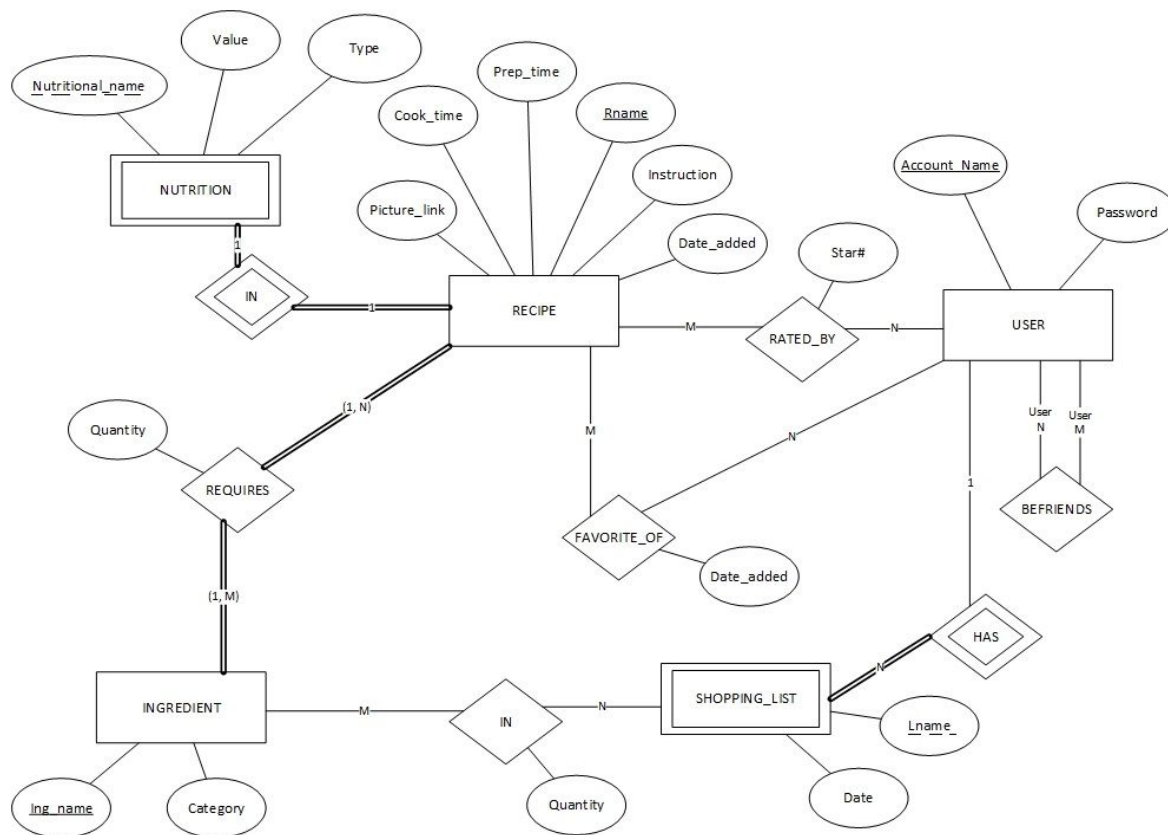 Value
Type
Nutritional_name
NUTRITION
1
IN
1
Prep_time
Cook_time
Rname
Instruction
Picture_link
Date_added
RECIPE
Account_Name
Password
Star#
M
RATED_BY
N
USER
(1, N)
Quantity
REQUIRES
(1, M)
M
N
FAVORITE_OF
Date_added
User
N
User
M
BEFRIENDS
1
HAS
N
INGREDIENT
M
IN
N
SHOPPING_LIST
Lname_
Ing_name
Category
Quantity
Date